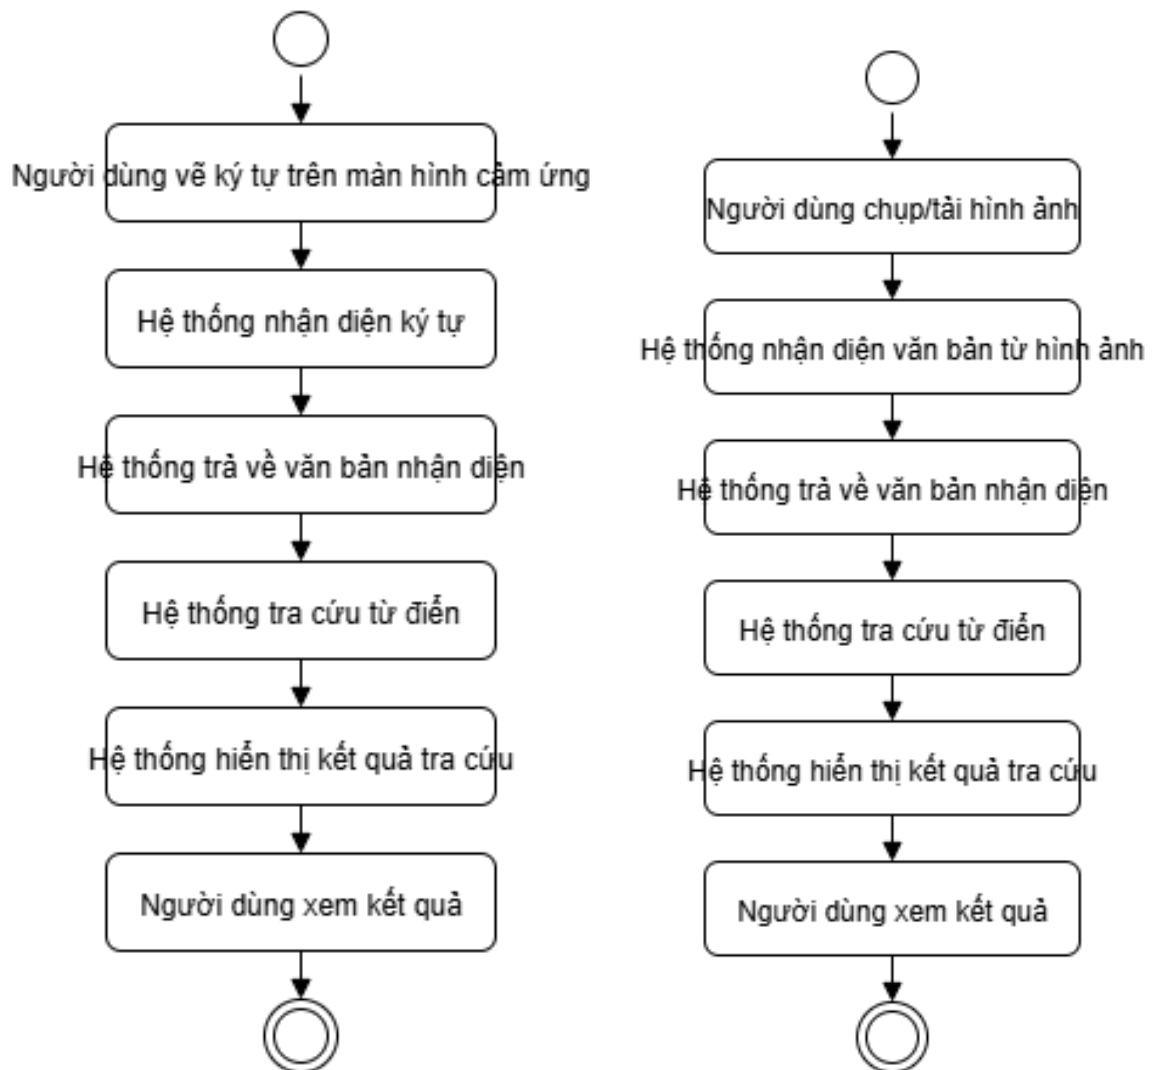 Người dùng vẽ ký tự trên màn hình cảm ứng
Hệ thống nhận diện ký tự
Hệ thống trả về văn bản nhận diện
Hệ thống tra cứu từ điển
Hệ thống hiển thị kết quả tra cứu
Người dùng xem kết quả
Người dùng chụp/tải hình ảnh
Hệ thống nhận diện văn bản từ hình ảnh
Hệ thống trả về văn bản nhận diện
Hệ thống tra cứu từ điển
Hệ thống hiển thị kết quả tra cứu
Người dùng xem kết quả